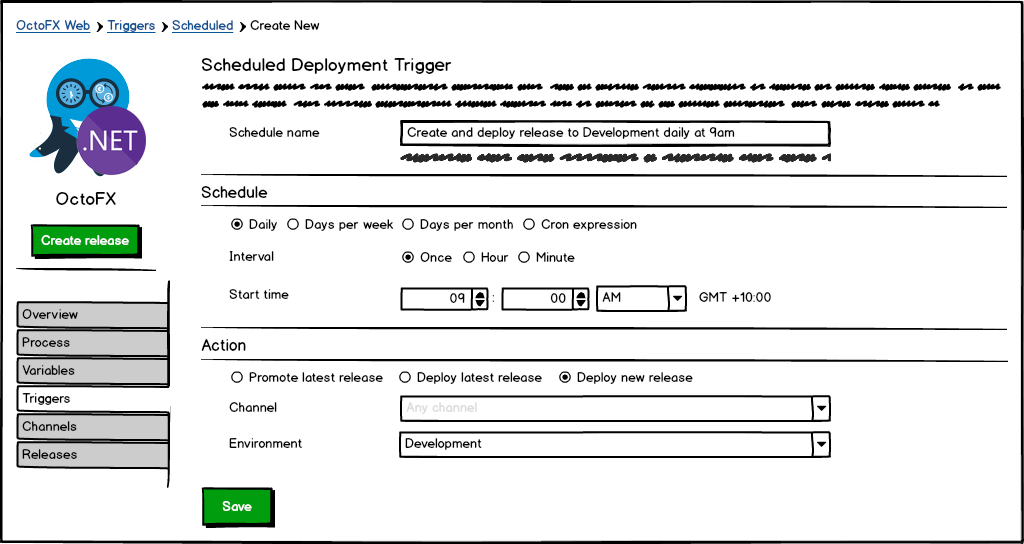 OctoFX Web > Triggers > Scheduled > Create New
.NET
OctoFX
Create release
Overview
Process
Variables
Triggers
Channels
Releases
Scheduled Deployment Trigger
Schedule name Create and deploy release to Development daily at 9am
Schedule
Daily Days per week Days per month Cron expression
Interval Once Hour Minute
Start time 09 : 00 AM GMT +10:00
Action
Promote latest release Deploy latest release Deploy new release
Channel Any channel
Environment Development
Save